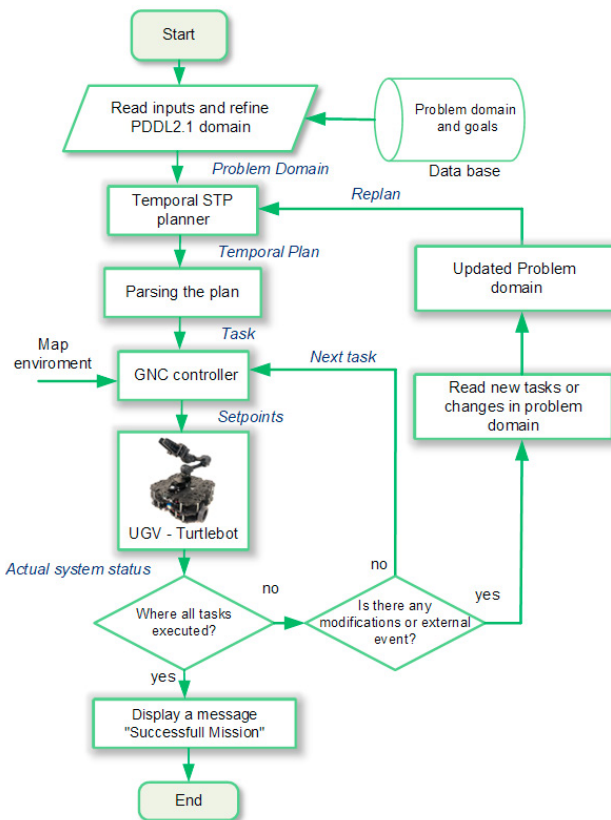 Start
Read inputs and refine
PDDL2.1 domain
Problem domain
and goals
Data base
Problem Domain
Replan
Temporal STP
planner
Temporal Plan
Updated Problem
domain
Parsing the plan
Task
Map
enviroment
Next task
GNC controller
Read new tasks or
changes in problem
domain
Setpoints
UGV - Turtlebot
Actual system status
no
no
yes
Where all tasks
executed?
Is there any
modifications or external
event?
yes
Display a message
"Successfull Mission"
End